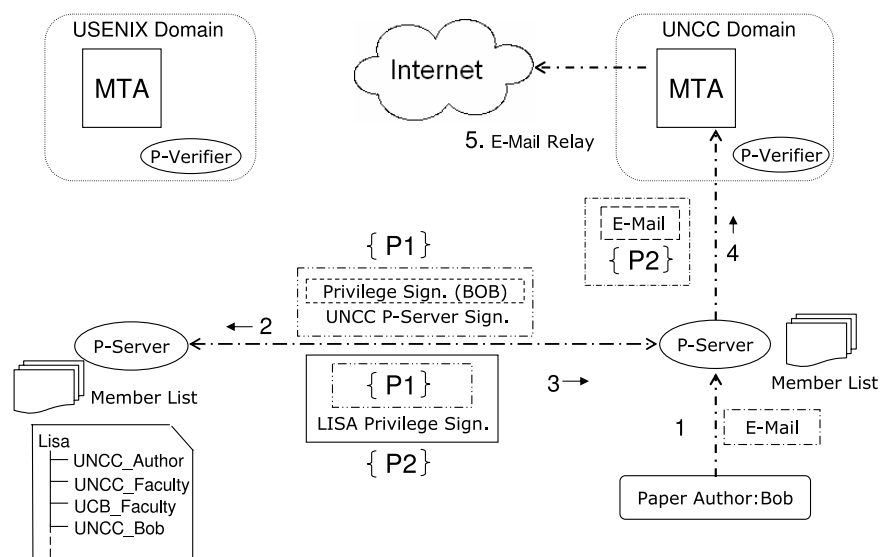 USENIX Domain
MTA
P-Verifier
Internet
5. E-Mail Relay
UNCC Domain
MTA
P-Verifier
E-Mail
{ P2 }
4
{ P1 }
Privilege Sign. (BOB)
UNCC P-Server Sign.
2
P-Server
P-Server
Member List
Member List
{ P1 }
LISA Privilege Sign.
{ P2 }
3
1
E-Mail
Paper Author:Bob
Lisa
UNCC_Author
UNCC_Faculty
UCB_Faculty
UNCC_Bob